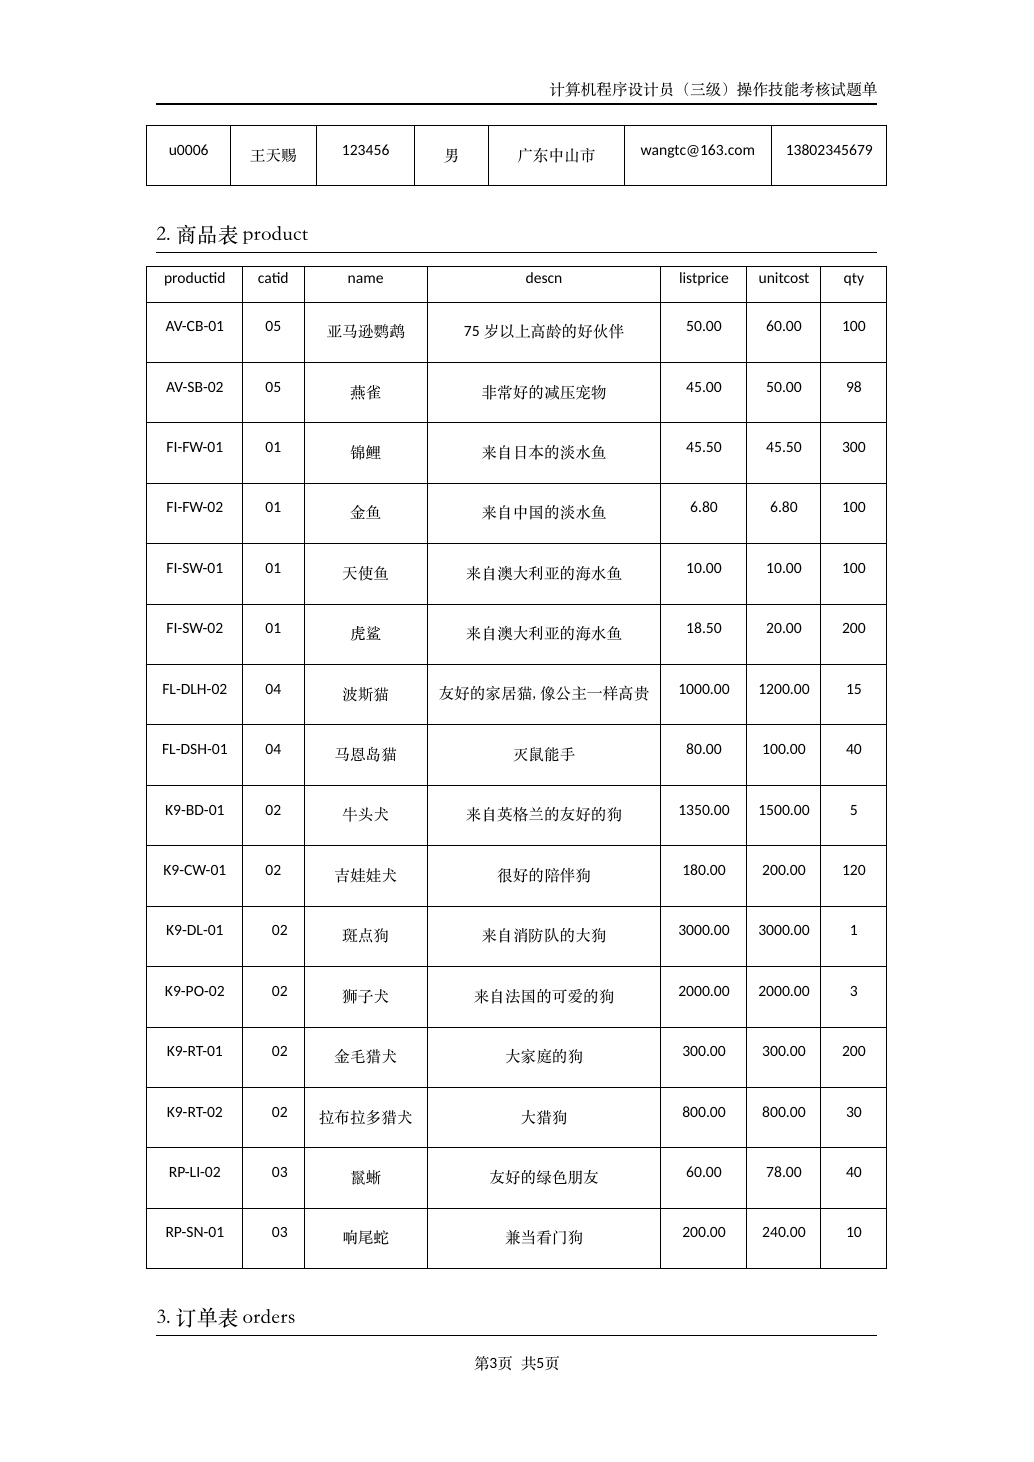 计算机程序设计员（三级）操作技能考核试题单
u0006 王天赐 123456 男 广东中山市 wangtc@163.com 13802345679
2. 商品表 product
productid catid name descn listprice unitcost qty
AV-CB-01 05 亚马逊鹦鹉 75 岁以上高龄的好伙伴 50.00 60.00 100
AV-SB-02 05 燕雀 非常好的减压宠物 45.00 50.00 98
FI-FW-01 01 锦鲤 来自日本的淡水鱼 45.50 45.50 300
FI-FW-02 01 金鱼 来自中国的淡水鱼 6.80 6.80 100
FI-SW-01 01 天使鱼 来自澳大利亚的海水鱼 10.00 10.00 100
FI-SW-02 01 虎鲨 来自澳大利亚的海水鱼 18.50 20.00 200
FL-DLH-02 04 波斯猫 友好的家居猫, 像公主一样高贵 1000.00 1200.00 15
FL-DSH-01 04 马恩岛猫 灭鼠能手 80.00 100.00 40
K9-BD-01 02 牛头犬 来自英格兰的友好的狗 1350.00 1500.00 5
K9-CW-01 02 吉娃娃犬 很好的陪伴狗 180.00 200.00 120
K9-DL-01 02 斑点狗 来自消防队的大狗 3000.00 3000.00 1
K9-PO-02 02 狮子犬 来自法国的可爱的狗 2000.00 2000.00 3
K9-RT-01 02 金毛猎犬 大家庭的狗 300.00 300.00 200
K9-RT-02 02 拉布拉多猎犬 大猎狗 800.00 800.00 30
RP-LI-02 03 鬣蜥 友好的绿色朋友 60.00 78.00 40
RP-SN-01 03 响尾蛇 兼当看门狗 200.00 240.00 10
3. 订单表 orders
第3页 共5页